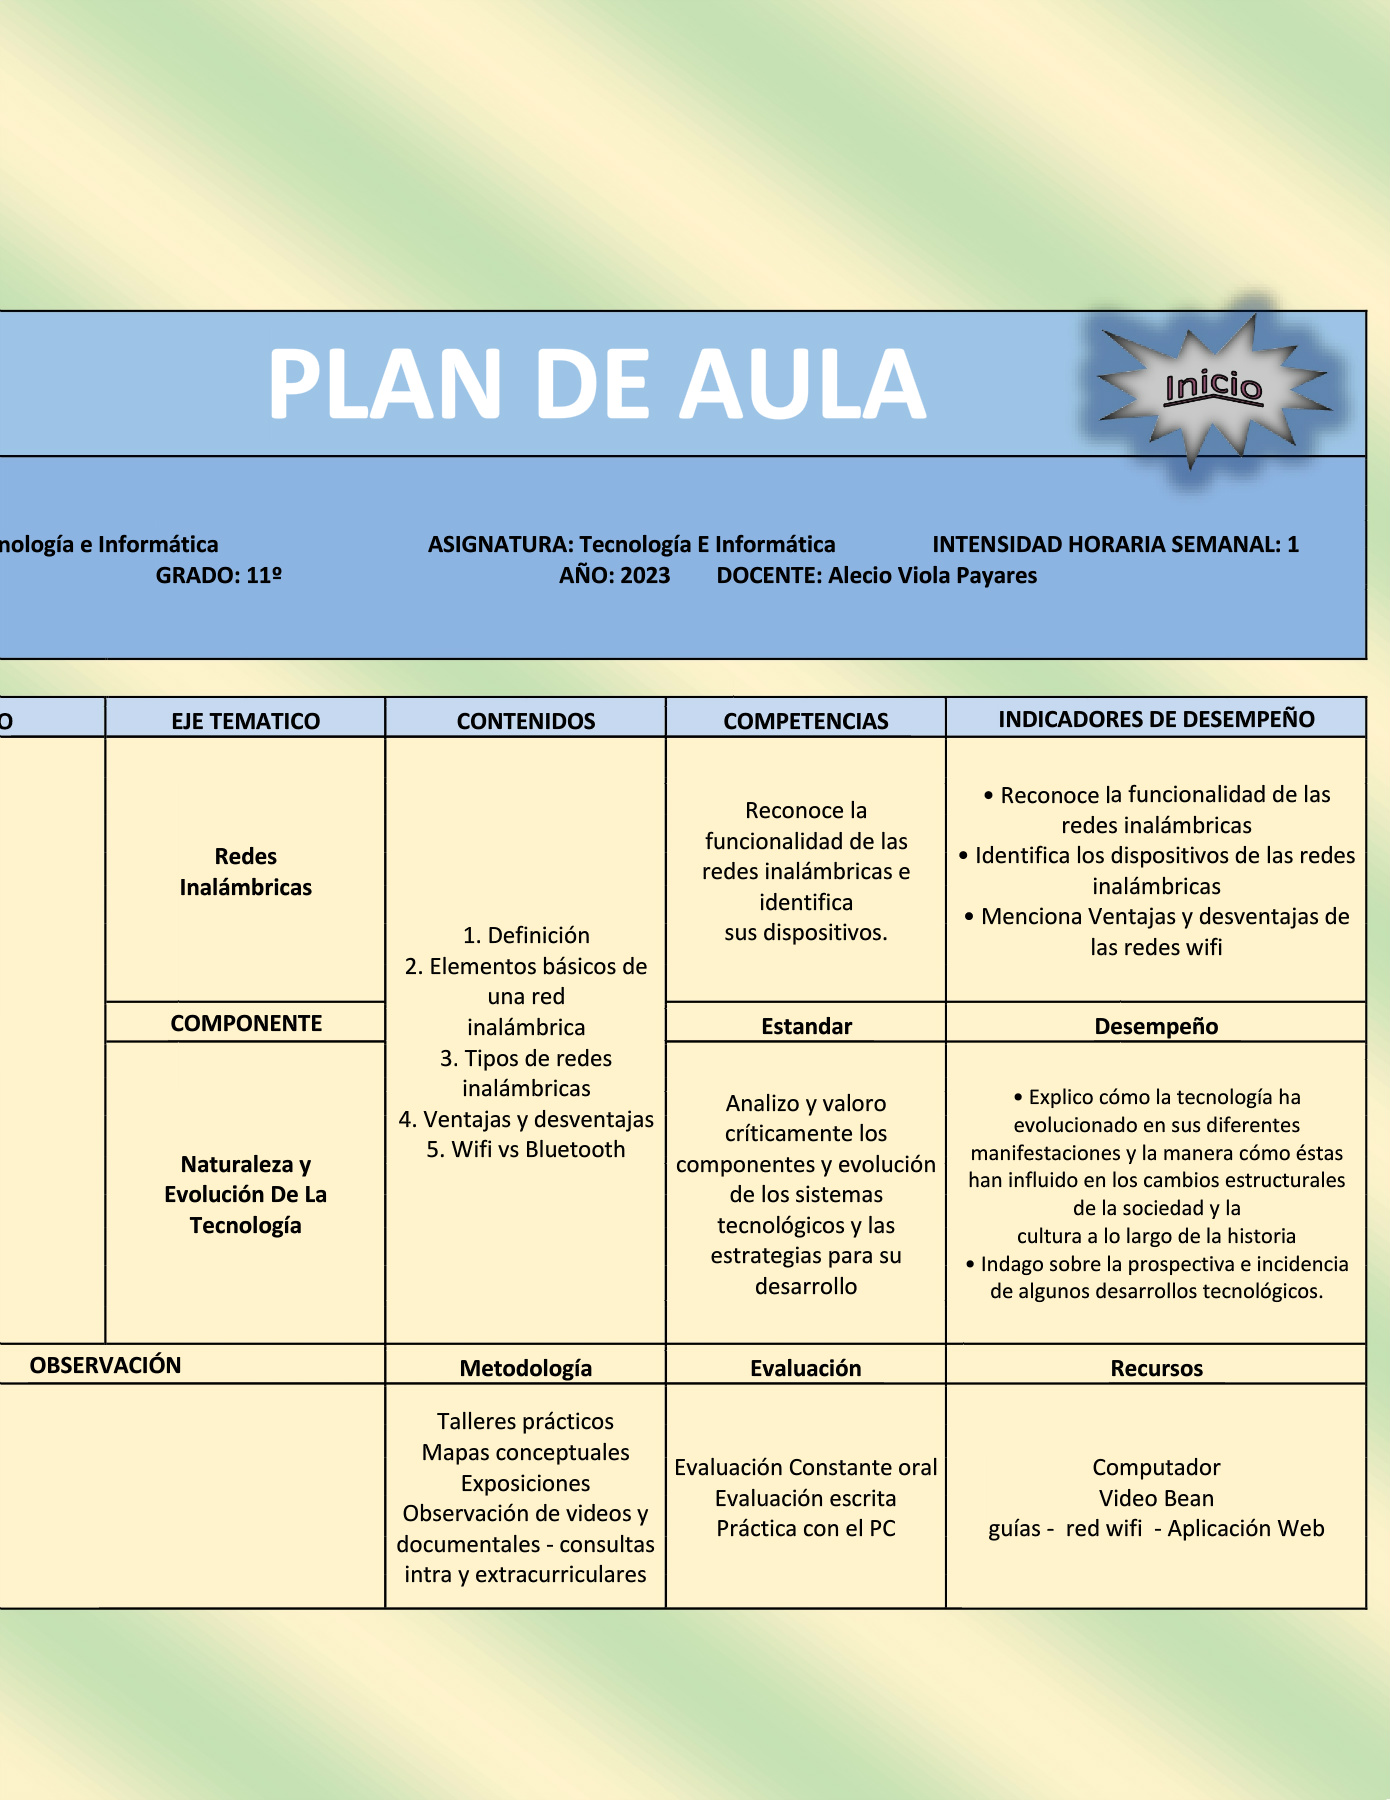 PLAN DE AULA
Inicio
nología e Informática ASIGNATURA: Tecnología E Informática INTENSIDAD HORARIA SEMANAL: 1
GRADO: 11º AÑO: 2023 DOCENTE: Alecio Viola Payares
O
EJE TEMATICO
CONTENIDOS
COMPETENCIAS
INDICADORES DE DESEMPEÑO
Redes
Inalámbricas
1. Definición
2. Elementos básicos de
una red
inalámbrica
3. Tipos de redes
inalámbricas
4. Ventajas y desventajas
5. Wifi vs Bluetooth
Reconoce la
funcionalidad de las
redes inalámbricas e
identifica
sus dispositivos.
• Reconoce la funcionalidad de las
redes inalámbricas
• Identifica los dispositivos de las redes
inalámbricas
• Menciona Ventajas y desventajas de
las redes wifi
COMPONENTE
Estandar
Desempeño
Naturaleza y
Evolución De La
Tecnología
Analizo y valoro
críticamente los
componentes y evolución
de los sistemas
tecnológicos y las
estrategias para su
desarrollo
• Explico cómo la tecnología ha
evolucionado en sus diferentes
manifestaciones y la manera cómo éstas
han influido en los cambios estructurales
de la sociedad y la
cultura a lo largo de la historia
• Indago sobre la prospectiva e incidencia
de algunos desarrollos tecnológicos.
OBSERVACIÓN
Metodología
Evaluación
Recursos
Talleres prácticos
Mapas conceptuales
Exposiciones
Observación de videos y
documentales - consultas
intra y extracurriculares
Evaluación Constante oral
Evaluación escrita
Práctica con el PC
Computador
Video Bean
guías - red wifi - Aplicación Web